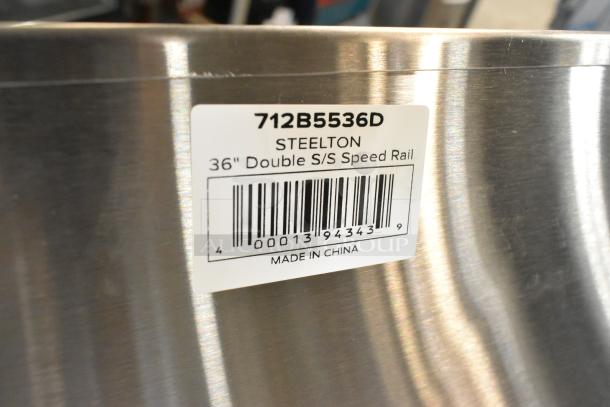 712B5536D
STEELTON
36" Double S/S Speed Rail
4 00013 94343 9
MADE IN CHINA